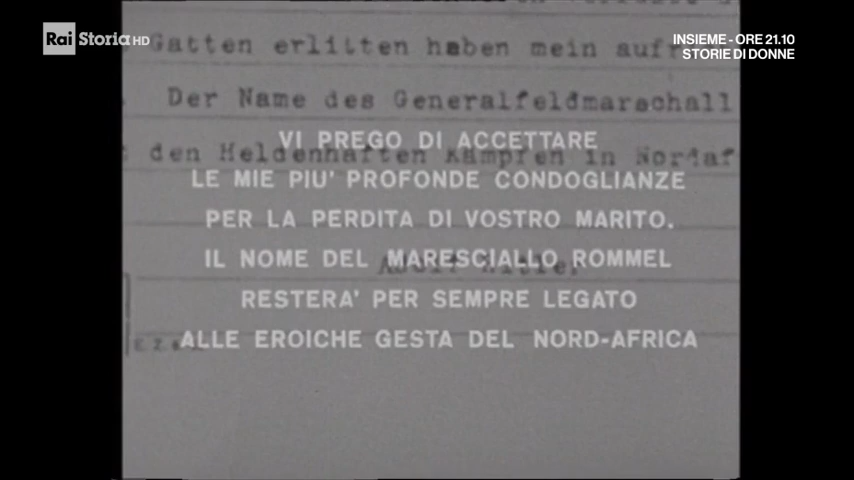 Rai Storia HD
INSIEME - ORE 21.10
STORIE DI DONNE
Gatten erlitten haben mein aufr
Der Name des Generalfeldmarschall
den Heldenhaften Kämpfen in Nordaf
VI PREGO DI ACCETTARE
LE MIE PIU' PROFONDE CONDOGLIANZE
PER LA PERDITA DI VOSTRO MARITO.
IL NOME DEL MARESCIALLO ROMMEL
RESTERA' PER SEMPRE LEGATO
ALLE EROICHE GESTA DEL NORD-AFRICA